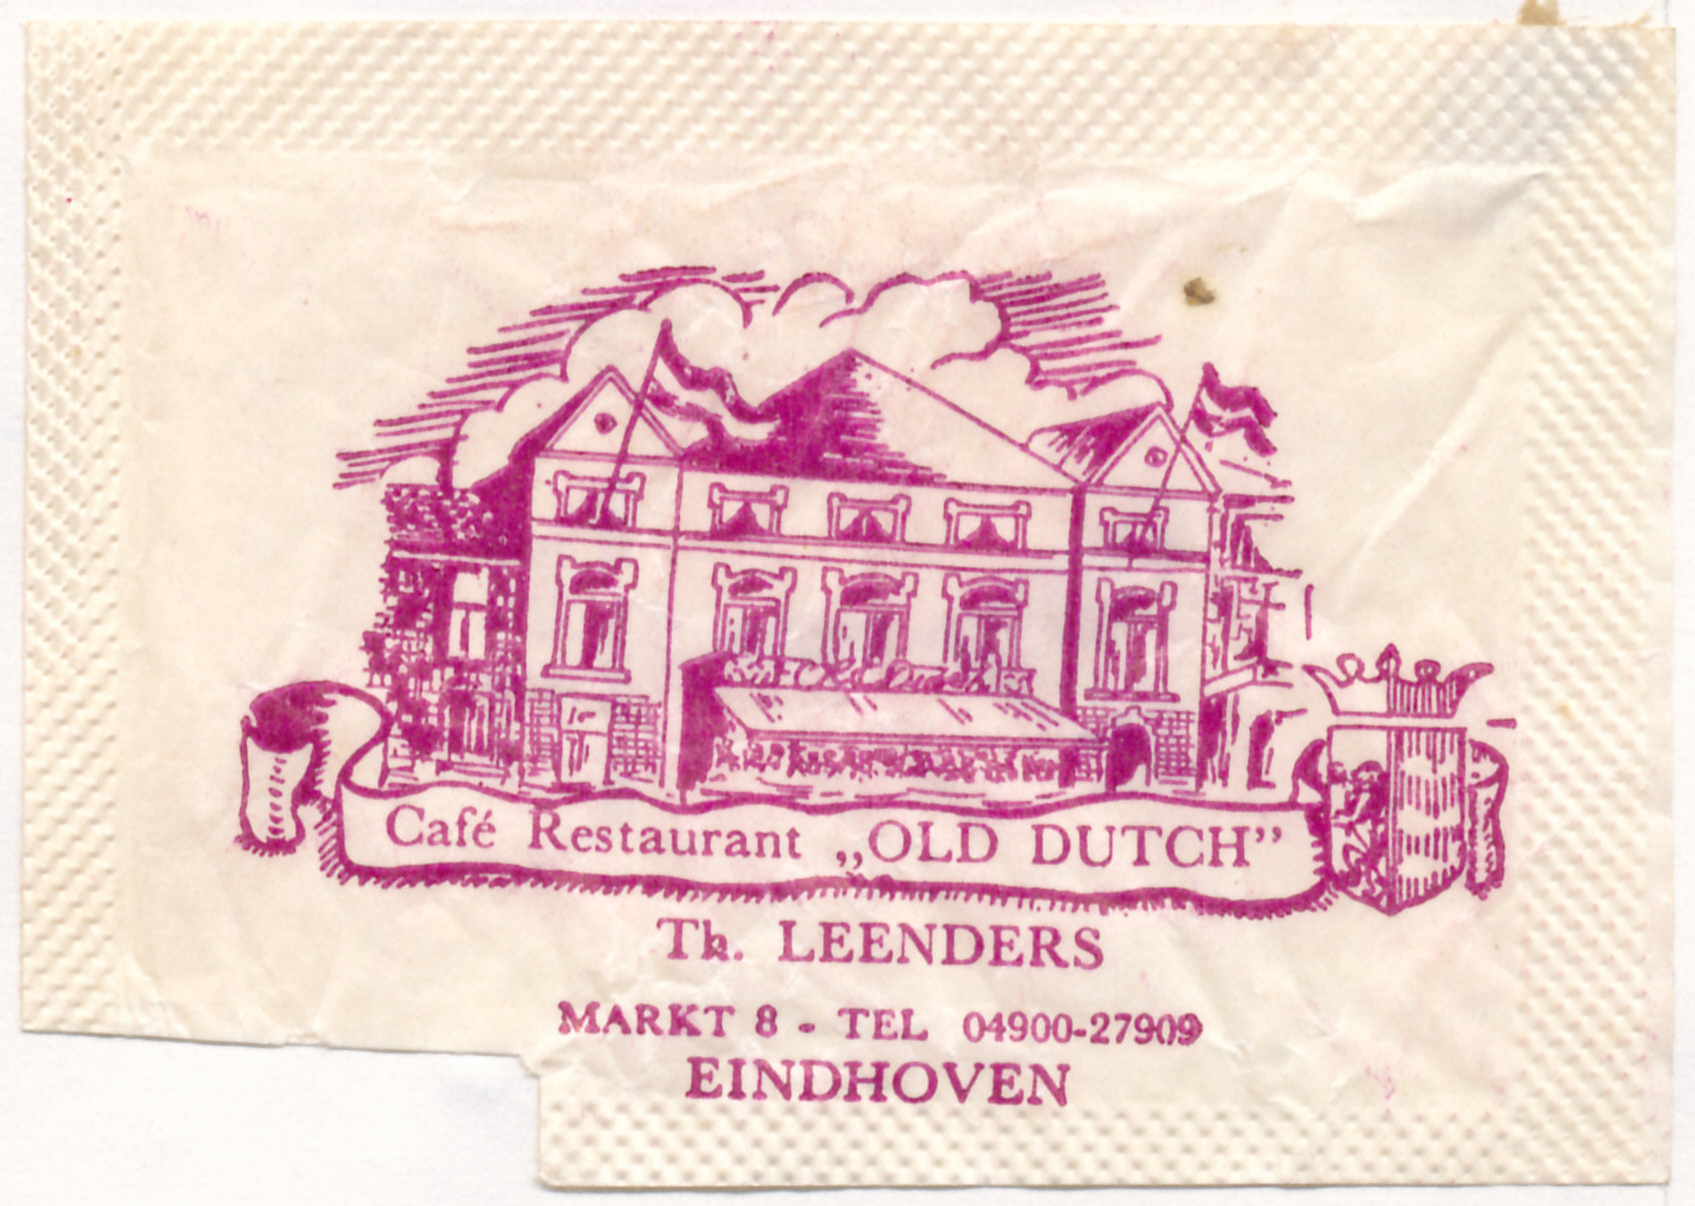 Café Restaurant „OLD DUTCH”
Th. LEENDERS
MARKT 8 - TEL 04900-27909
EINDHOVEN